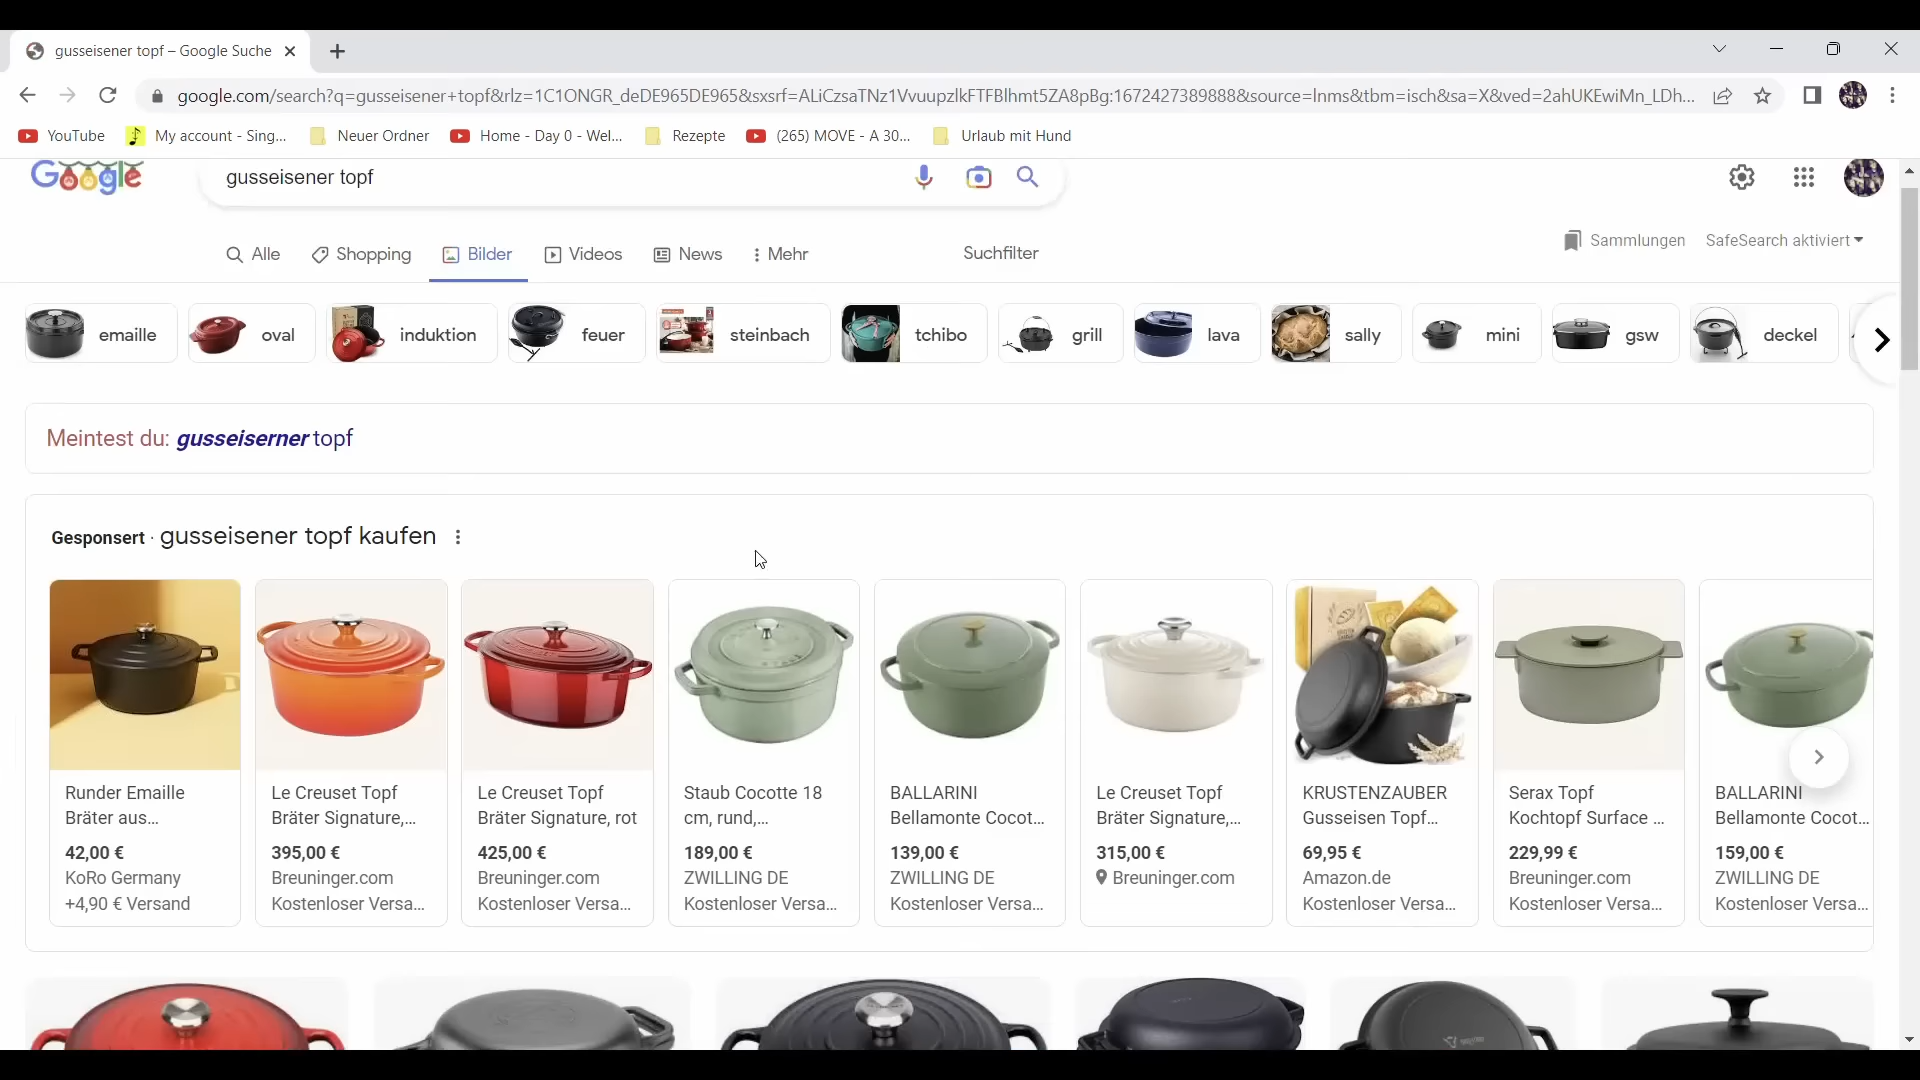 gusseisener topf – Google Suche
google.com/search?q=gusseisener+topf&rlz=1C1ONGR_deDE965DE965&sxsrf=ALiCzsaTNz1VvuupzlkFTFBlhmt5ZA8pBg:1672427389888&source=lnms&tbm=isch&sa=X&ved=2ahUKEwiMn_LDh...
YouTube My account - Sing... Neuer Ordner Home - Day 0 - Wel... Rezepte (265) MOVE - A 30... Urlaub mit Hund
Google gusseisener topf
Alle Shopping Bilder Videos News Mehr Suchfilter Sammlungen SafeSearch aktiviert
emaille oval induktion feuer steinbach tchibo grill lava sally mini gsw deckel
Meintest du: gusseiserner topf
Gesponsert · gusseisener topf kaufen
Runder Emaille
Bräter aus...
42,00 €
KoRo Germany
+4,90 € Versand
Le Creuset Topf
Bräter Signature,...
395,00 €
Breuninger.com
Kostenloser Versa...
Le Creuset Topf
Bräter Signature, rot
425,00 €
Breuninger.com
Kostenloser Versa...
Staub Cocotte 18
cm, rund,...
189,00 €
ZWILLING DE
Kostenloser Versa...
BALLARINI
Bellamonte Cocot...
139,00 €
ZWILLING DE
Kostenloser Versa...
Le Creuset Topf
Bräter Signature,...
315,00 €
Breuninger.com
KRUSTENZAUBER
Gusseisen Topf...
69,95 €
Amazon.de
Kostenloser Versa...
Serax Topf
Kochtopf Surface ...
229,99 €
Breuninger.com
Kostenloser Versa...
BALLARINI
Bellamonte Cocot...
159,00 €
ZWILLING DE
Kostenloser Versa...